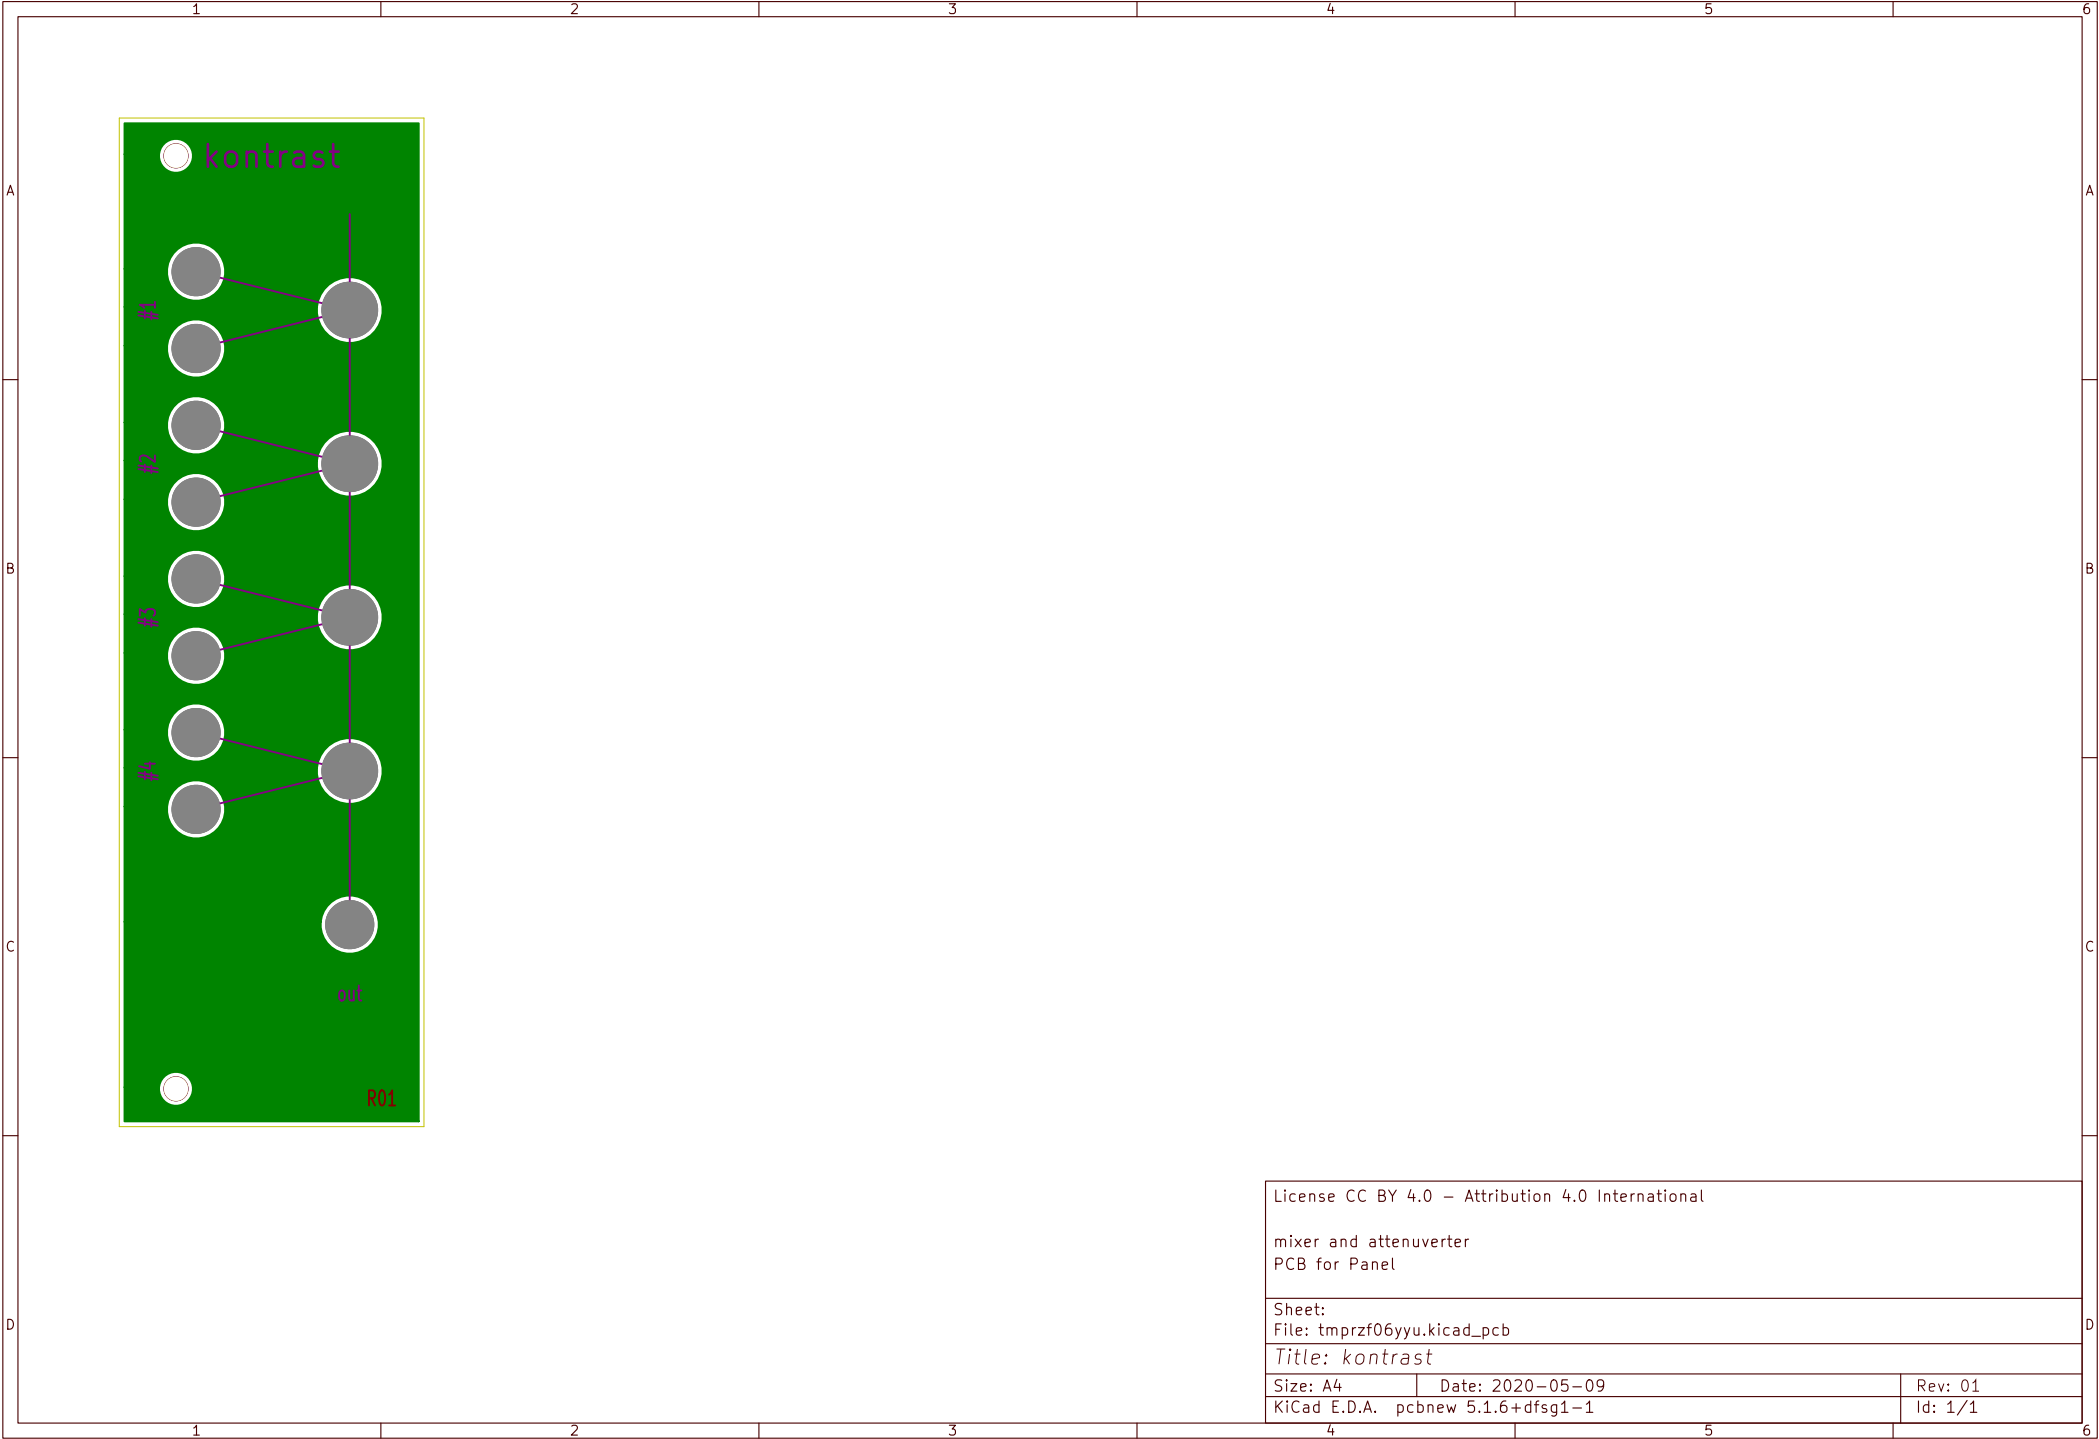 1 2 3 4 5 6
kontrast
A A
#1
#2
B B
#3
#4
C C
out
R01
License CC BY 4.0 - Attribution 4.0 International
mixer and attenuverter
PCB for Panel
Sheet:
File: tmprzf06yyu.kicad_pcb
D D
Title: kontrast
Size: A4 Date: 2020-05-09 Rev: 01
KiCad E.D.A. pcbnew 5.1.6+dfsg1-1 Id: 1/1
1 2 3 4 5 6